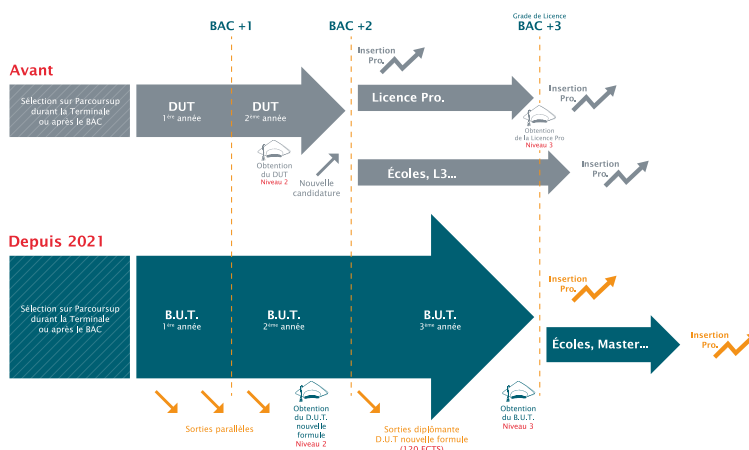 Grade de Licence
BAC +1
BAC +2
BAC +3
Avant
Insertion
Pro.
Sélection sur Parcoursup
durant la Terminale
ou après le BAC
DUT
1ère année
DUT
2ème année
Licence Pro.
Insertion
Pro.
Obtention
de la Licence Pro
Niveau 3
Obtention
du DUT
Niveau 2
Nouvelle
candidature
Écoles, L3...
Insertion
Pro.
Depuis 2021
Sélection sur Parcoursup
durant la Terminale
ou après le BAC
B.U.T.
1ère année
B.U.T.
2ème année
B.U.T.
3ème année
Insertion
Pro.
Écoles, Master...
Insertion
Pro.
Sorties parallèles
Obtention
du D.U.T.
nouvelle
formule
Niveau 2
Sorties diplômante
D.U.T nouvelle formule
(120 ECTS)
Obtention
du B.U.T.
Niveau 3